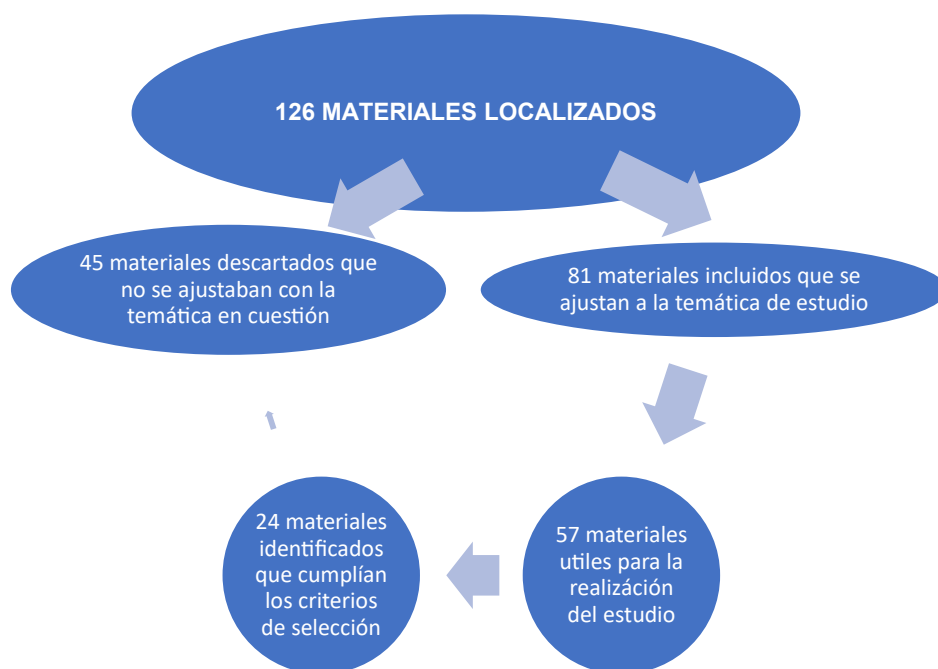 126 MATERIALES LOCALIZADOS
45 materiales descartados que
no se ajustaban con la
temática en cuestión
81 materiales incluidos que se
ajustan a la temática de estudio
24 materiales
identificados
que cumplían
los criterios
de selección
57 materiales
utiles para la
realizáción
del estudio